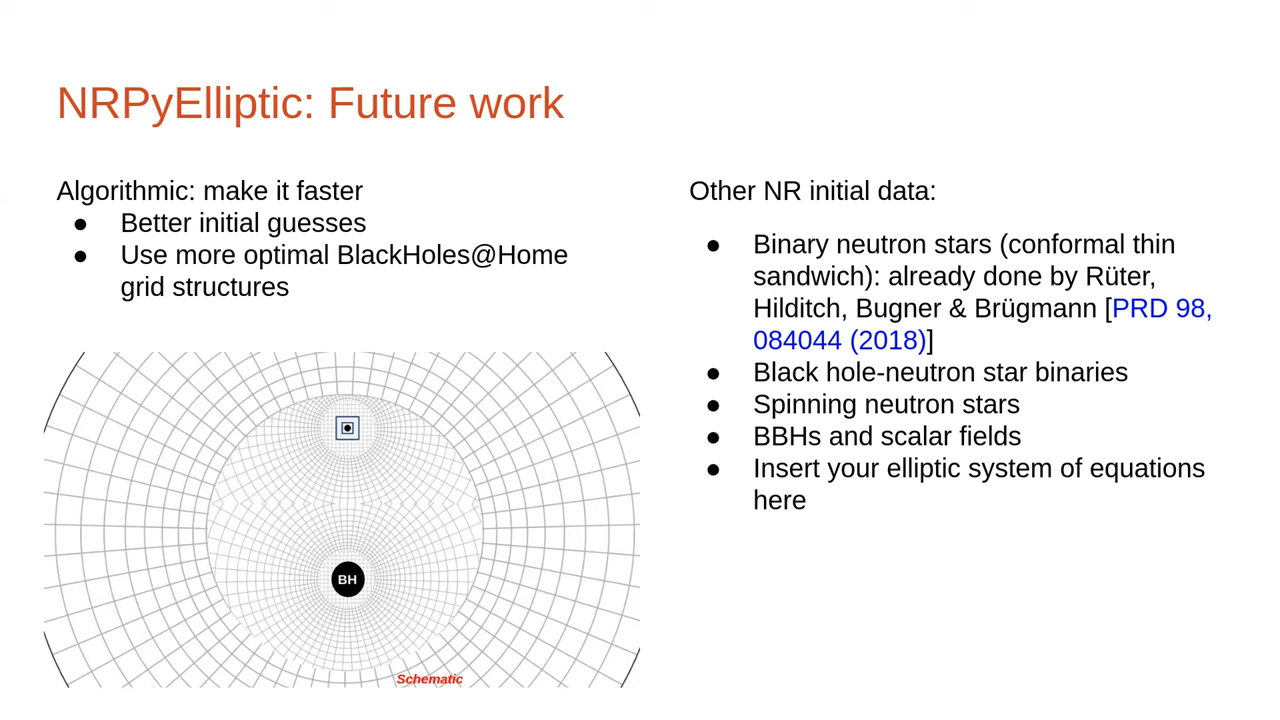 NRPyElliptic: Future work
Algorithmic: make it faster
● Better initial guesses
● Use more optimal BlackHoles@Home
grid structures
BH
Schematic
Other NR initial data:
● Binary neutron stars (conformal thin
sandwich): already done by Rüter,
Hilditch, Bugner & Brügmann [PRD 98,
084044 (2018)]
● Black hole-neutron star binaries
● Spinning neutron stars
● BBHs and scalar fields
● Insert your elliptic system of equations
here